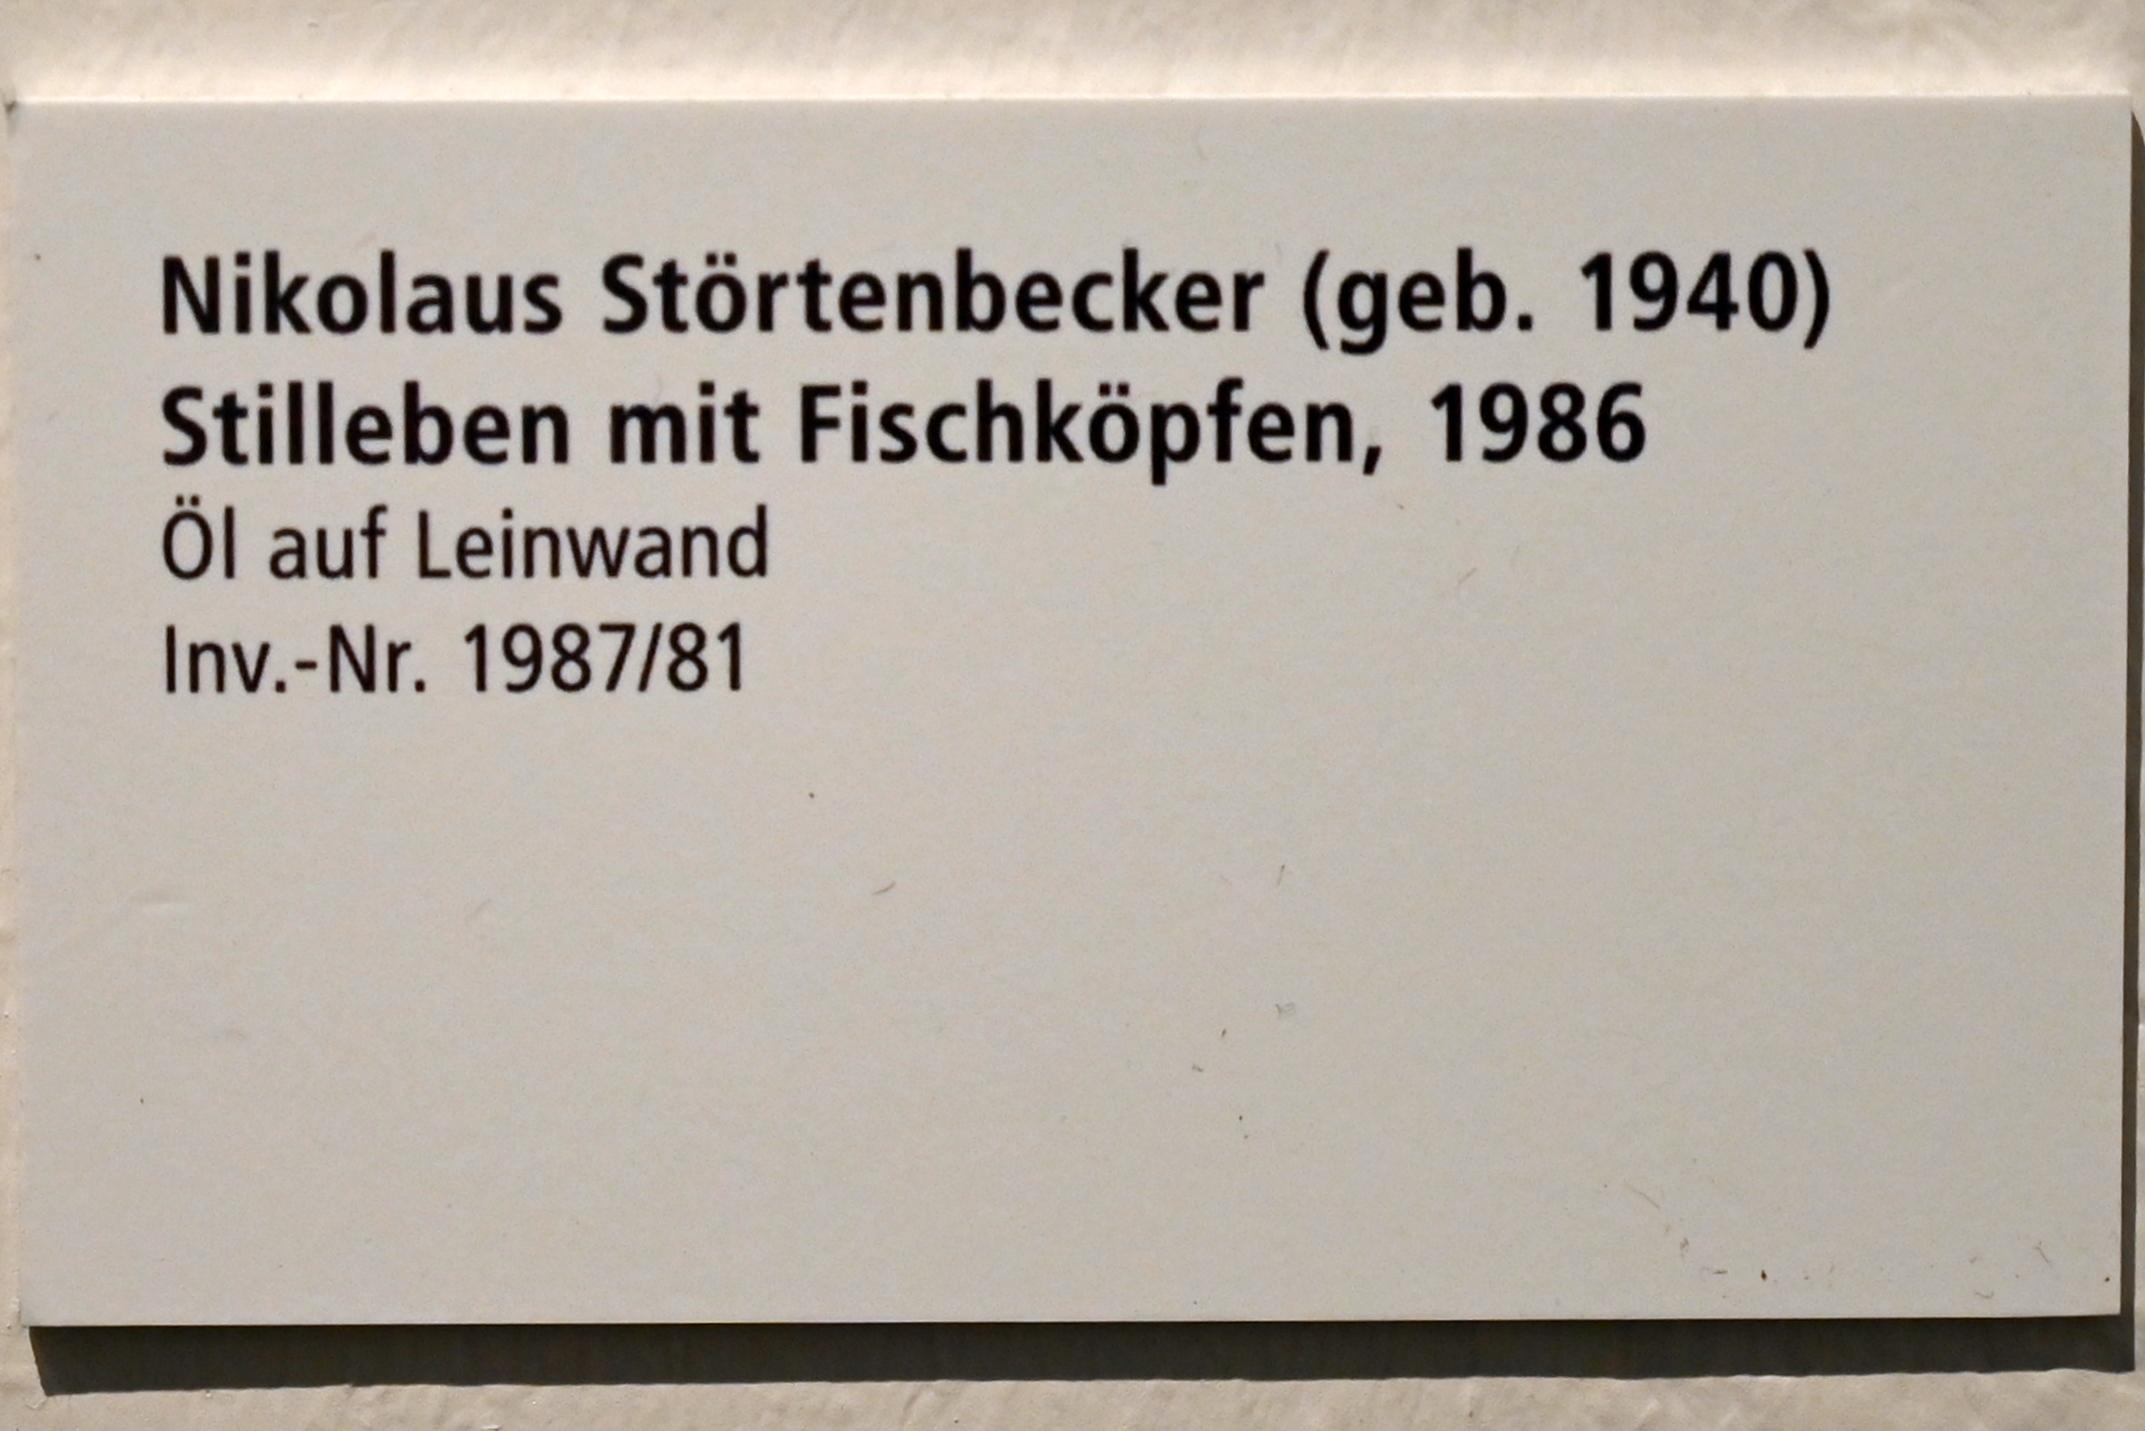 Nikolaus Störtenbecker (geb. 1940)
Stilleben mit Fischköpfen, 1986
Öl auf Leinwand
Inv.-Nr. 1987/81